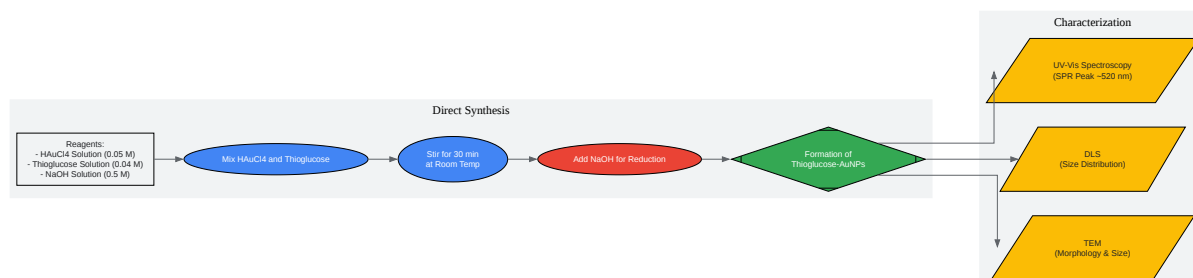 Characterization
UV-Vis Spectroscopy
(SPR Peak ~520 nm)
Direct Synthesis
Reagents:
- HAuCl4 Solution (0.05 M)
- Thioglucose Solution (0.04 M)
- NaOH Solution (0.5 M)
Mix HAuCl4 and Thioglucose
Stir for 30 min
at Room Temp
Add NaOH for Reduction
Formation of
Thioglucose-AuNPs
DLS
(Size Distribution)
TEM
(Morphology & Size)